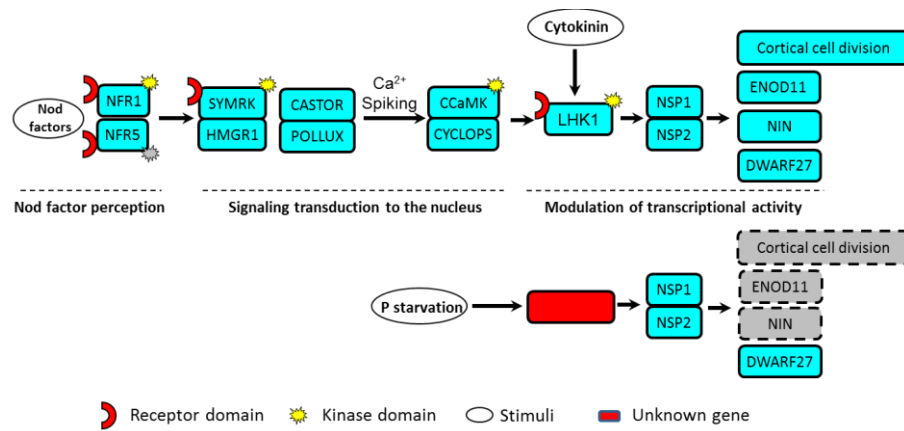 Cytokinin
Cortical cell division
Nod
factors
NFR1
NFR5
SYMRK
HMGR1
CASTOR
POLLUX
Ca2+
Spiking
CCaMK
CYCLOPS
LHK1
NSP1
NSP2
ENOD11
NIN
DWARF27
Nod factor perception
Signaling transduction to the nucleus
Modulation of transcriptional activity
P starvation
NSP1
NSP2
Cortical cell division
ENOD11
NIN
DWARF27
Receptor domain
Kinase domain
Stimuli
Unknown gene